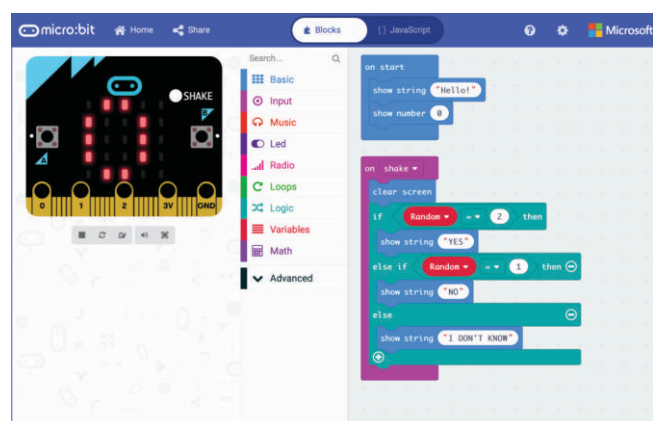 micro:bit Home Share Blocks {} JavaScript ? Microsoft
SHAKE
B
A
0 1 2 3V GND
Search...
Basic
Input
Music
Led
Radio
Loops
Logic
Variables
Math
Advanced
on start
show string "Hello!"
show number 0
on shake
clear screen
if Random = 2 then
show string "YES"
else if Random = 1 then
show string "NO"
else
show string "I DON'T KNOW"